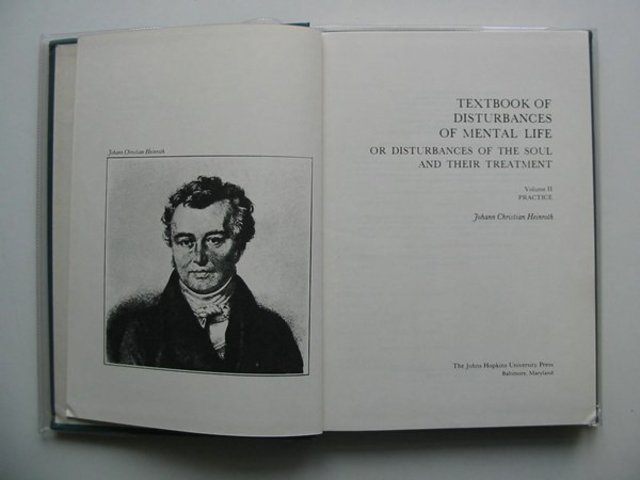 Johann Christian Heinroth
TEXTBOOK OF
DISTURBANCES
OF MENTAL LIFE
OR DISTURBANCES OF THE SOUL
AND THEIR TREATMENT
Volume II
PRACTICE
Johann Christian Heinroth
The Johns Hopkins University Press
Baltimore, Maryland